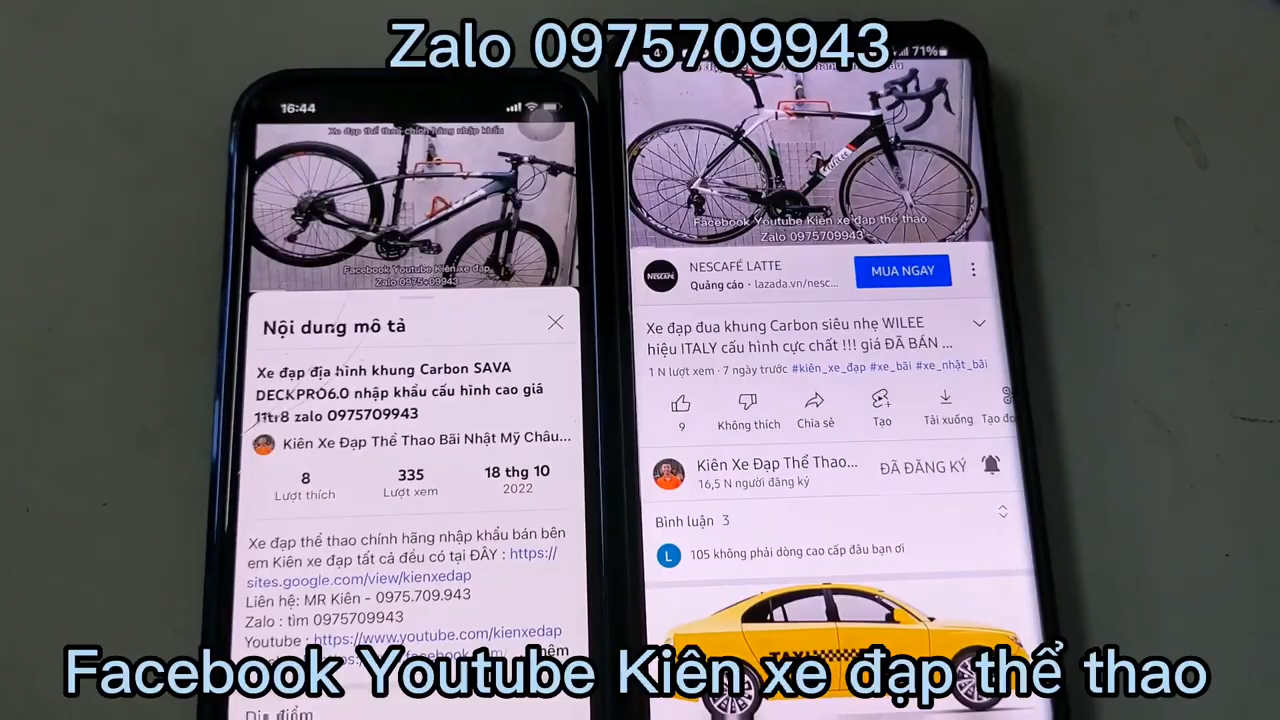 Zalo 0975709943
16:44
Xe đạp thể thao chính hãng nhập khẩu
Facebook Youtube Kiên xe đạp
Zalo 0975709943
Nội dung mô tả
Xe đạp địa hình khung Carbon SAVA
DECKPRO6.0 nhập khẩu cấu hình cao giá
11tr8 zalo 0975709943
Kiên Xe Đạp Thể Thao Bãi Nhật Mỹ Châu...
8
335
18 thg 10
Lượt thích
Lượt xem
2022
Xe đạp thể thao chính hãng nhập khẩu bán bên
em Kiên xe đạp tất cả đều có tại ĐÂY : https://
sites.google.com/view/kienxedap
Liên hệ: MR Kiên - 0975.709.943
Zalo : tìm 0975709943
Youtube : https://www.youtube.com/kienxedap
Địa điểm
71%
Wilier
Facebook Youtube Kiên xe đạp thể thao
Zalo 0975709943
NESCAFÉ
NESCAFÉ LATTE
Quảng cáo · lazada.vn/nesc...
MUA NGAY
Xe đạp đua khung Carbon siêu nhẹ WILEE
hiệu ITALY cấu hình cực chất !!! giá ĐÃ BÁN ...
1 N lượt xem · 7 ngày trước #kiên_xe_đạp #xe_bãi #xe_nhật_bãi
9
Không thích
Chia sẻ
Tạo
Tải xuống
Kiên Xe Đạp Thể Thao...
16,5 N người đăng ký
ĐÃ ĐĂNG KÝ
Bình luận 3
L
105 không phải dòng cao cấp đâu bạn ơi
TAXI
Facebook Youtube Kiên xe đạp thể thao